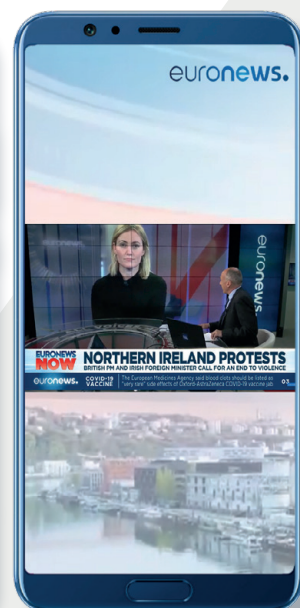 euronews.
euronews.
EURONEWS
NOW
NORTHERN IRELAND PROTESTS
BRITISH PM AND IRISH FOREIGN MINISTER CALL FOR AN END TO VIOLENCE
euronews.
COVID-19
VACCINE
The European Medicines Agency said blood clots should be listed as
"very rare" side effects of Oxford-AstraZeneca COVID-19 vaccine jab
03